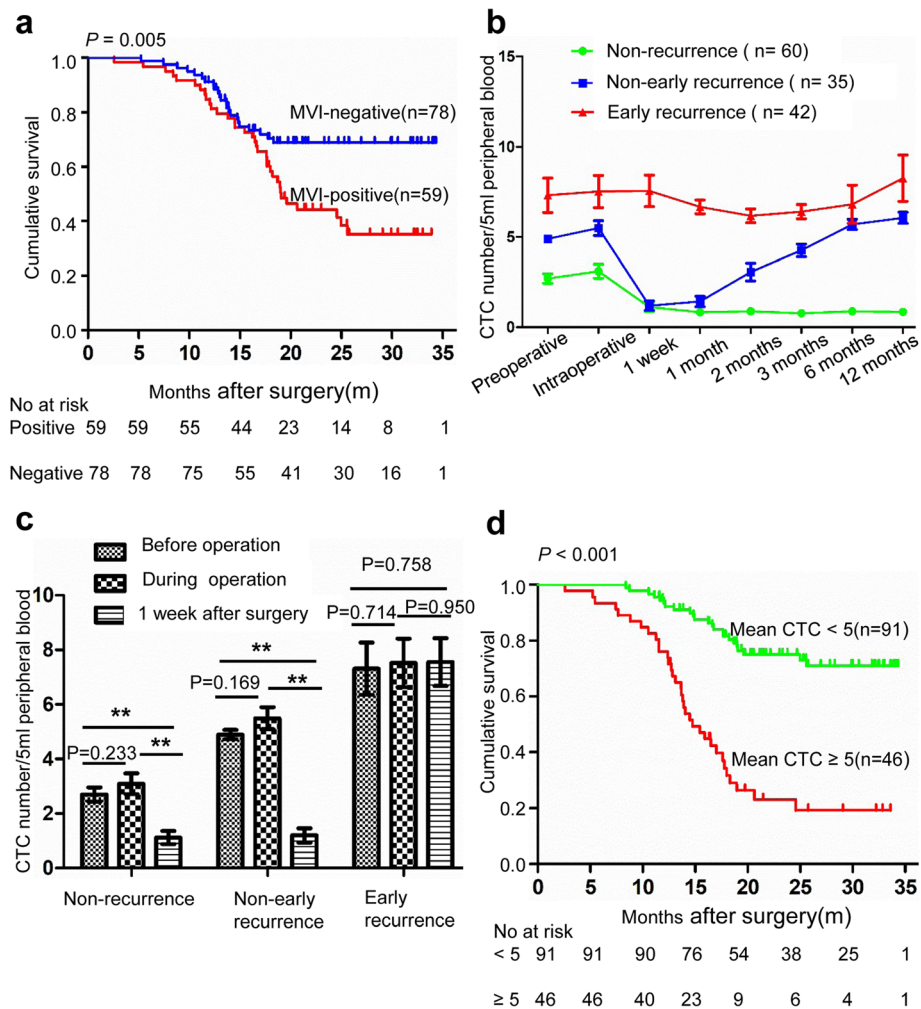 a
P = 0.005
Cumulative survival
1.0
0.8
0.6
0.4
0.2
0.0
MVI-negative(n=78)
MVI-positive(n=59)
0 5 10 15 20 25 30 35
Months after surgery(m)
No at risk
Positive 59 59 55 44 23 14 8 1
Negative 78 78 75 55 41 30 16 1
b
CTC number/5ml peripheral blood
15
10
5
0
Non-recurrence ( n= 60)
Non-early recurrence ( n= 35)
Early recurrence ( n= 42)
Preoperative
Intraoperative
1 week
1 month
2 months
3 months
6 months
12 months
c
CTC number/5ml peripheral blood
Before operation
During operation
1 week after surgery
10
8
6
4
2
0
**
P=0.233
**
**
P=0.169
**
P=0.758
P=0.714
P=0.950
Non-recurrence
Non-early
recurrence
Early
recurrence
d
P < 0.001
Cumulative survival
1.0
0.8
0.6
0.4
0.2
0.0
Mean CTC < 5(n=91)
Mean CTC ≥ 5(n=46)
0 5 10 15 20 25 30 35
Months after surgery(m)
No at risk
< 5 91 91 90 76 54 38 25 1
≥ 5 46 46 40 23 9 6 4 1